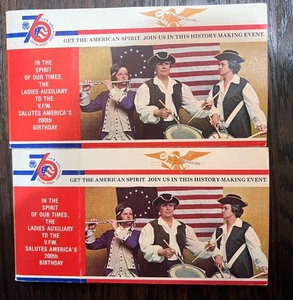 76
GET THE AMERICAN SPIRIT. JOIN US IN THIS HISTORY-MAKING EVENT
IN THE
SPIRIT
OF OUR TIMES,
THE
LADIES AUXILIARY
TO THE
V.F.W.
SALUTES AMERICA'S
200th
BIRTHDAY
76
GET THE AMERICAN SPIRIT. JOIN US IN THIS HISTORY-MAKING EVENT
IN THE
SPIRIT
OF OUR TIMES,
THE
LADIES AUXILIARY
TO THE
V.F.W.
SALUTES AMERICA'S
200th
BIRTHDAY